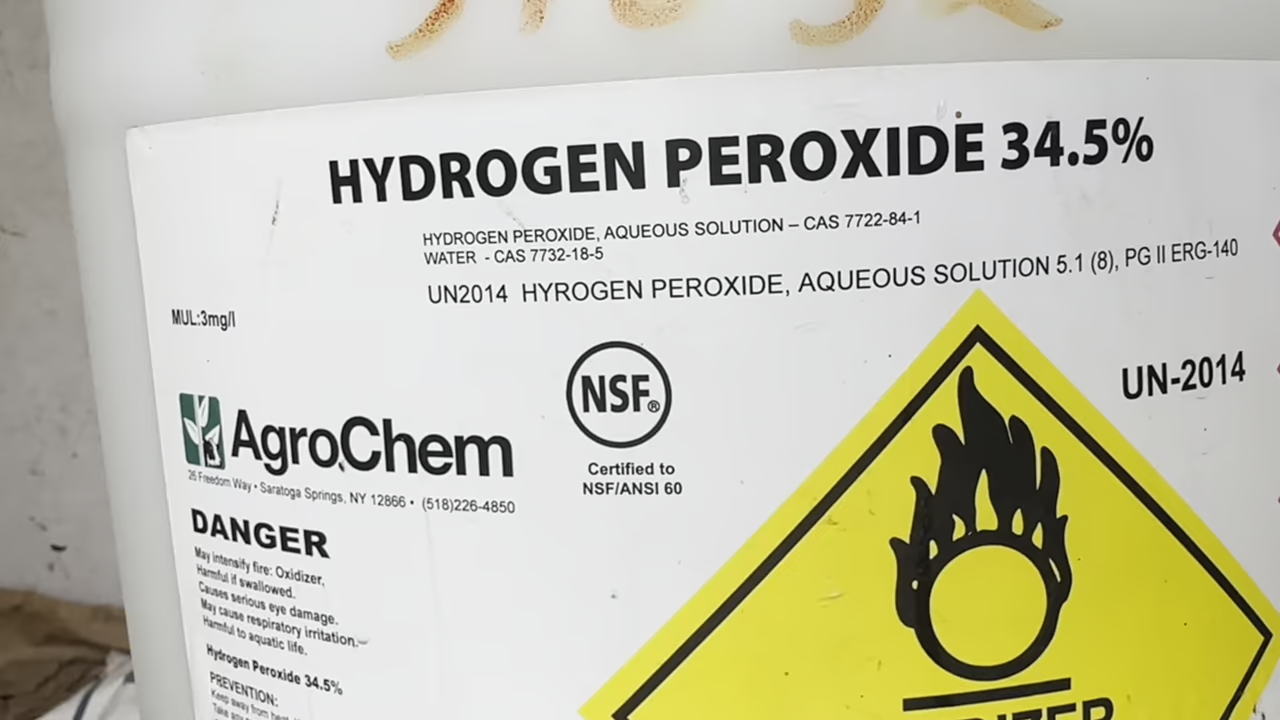 HYDROGEN PEROXIDE 34.5%
HYDROGEN PEROXIDE, AQUEOUS SOLUTION – CAS 7722-84-1
WATER - CAS 7732-18-5
UN2014 HYROGEN PEROXIDE, AQUEOUS SOLUTION 5.1 (8), PG II ERG-140
MUL:3mg/l
UN-2014
NSF®
Certified to
NSF/ANSI 60
AgroChem
26 Freedom Way • Saratoga Springs, NY 12866 • (518)226-4850
DANGER
May intensify fire: Oxidizer,
Harmful if swallowed.
Causes serious eye damage.
May cause respiratory irritation.
Harmful to aquatic life.
Hydrogen Peroxide 34.5%
PREVENTION:
Keep away from